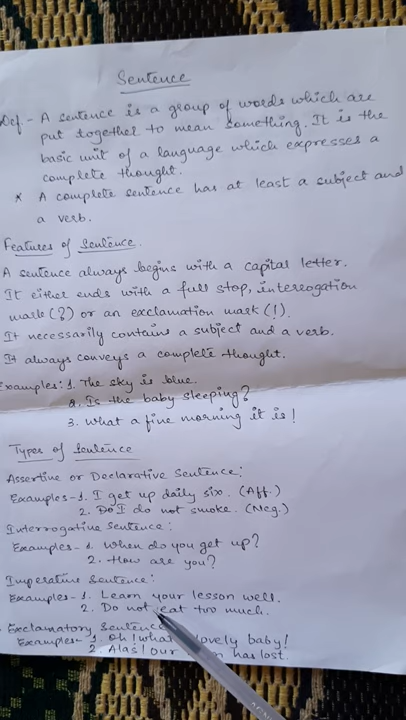 Sentence
Def - A sentence is a group of words which are
put together to mean something. It is the
basic unit of a language which expresses a
complete thought.
* A complete sentence has at least a subject and
a verb.
Features of Sentence.
A sentence always begins with a capital letter.
It either ends with a full stop, interrogation
mark (?) or an exclamation mark (!).
It necessarily contains a subject and a verb.
It always conveys a complete thought.
Examples: 1. The sky is blue.
2. Is the baby sleeping?
3. What a fine morning it is!
Types of Sentence
Assertive or Declarative Sentence:
Examples - 1. I get up daily six. (Aff.)
2. I do not smoke. (Neg.)
Interrogative Sentence:
Examples - 1. When do you get up?
2. How are you?
Imperative Sentence:
Examples - 1. Learn your lesson well.
2. Do not eat too much.
Exclamatory Sentence
Examples - 1. Oh! what lovely baby!
2. Alas! Our has lost.